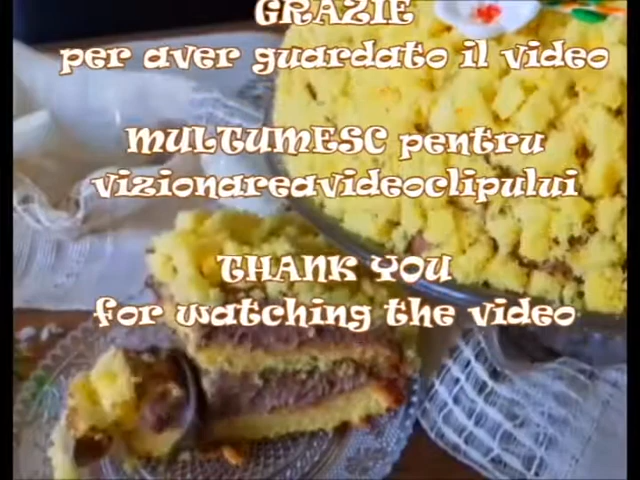 GRAZIE
per aver guardato il video
MULTUMESC pentru
vizionareavideoclipului
THANK YOU
for watching the video